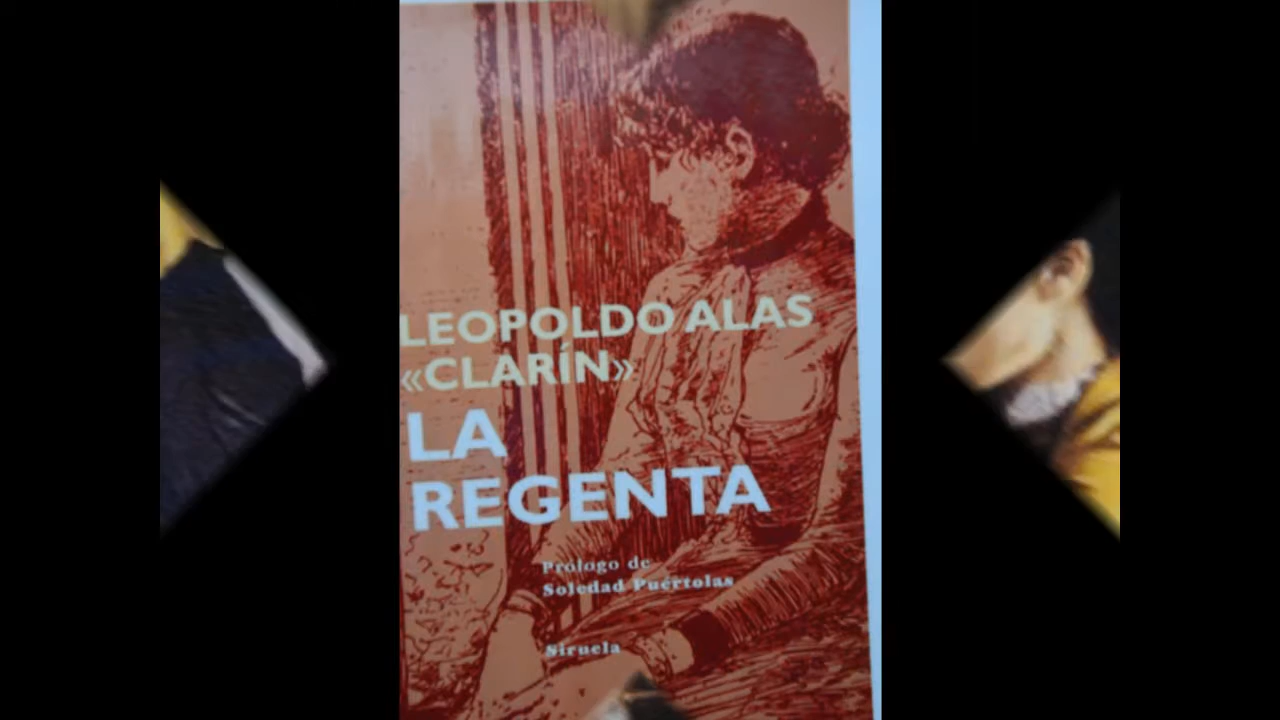 LEOPOLDO ALAS
«CLARÍN»
LA
REGENTA
Prólogo de
Soledad Puértolas
Siruela